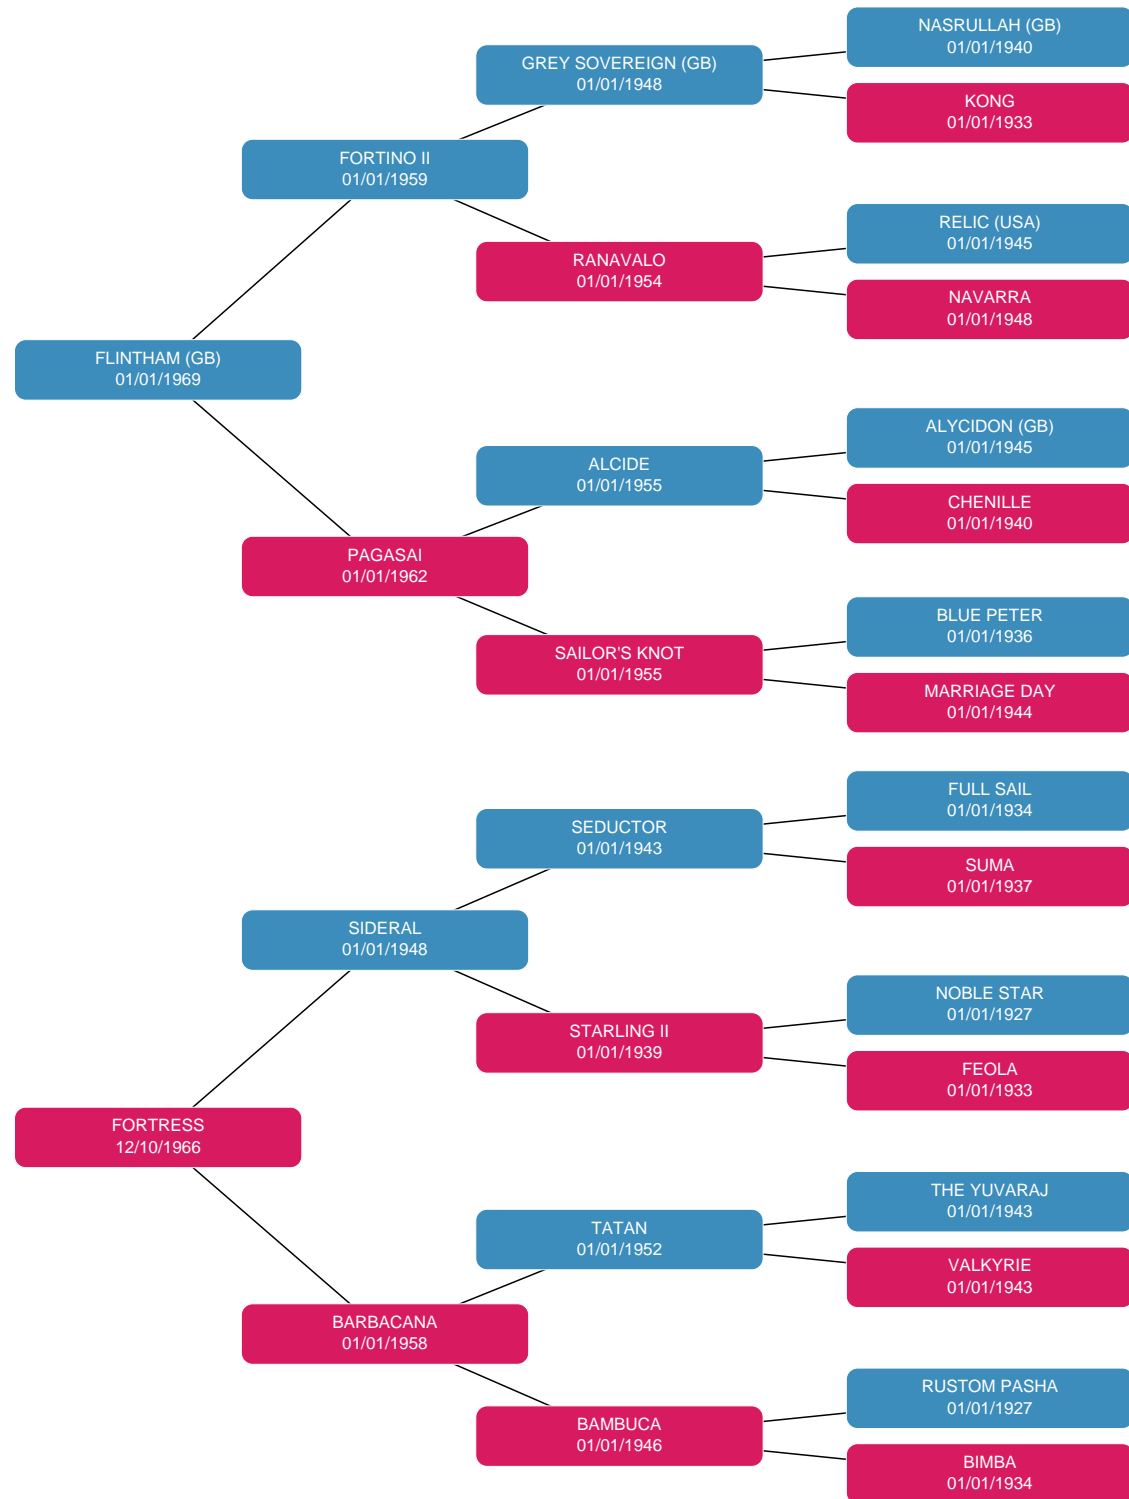 NASRULLAH (GB)
01/01/1940
GREY SOVEREIGN (GB)
01/01/1948
KONG
01/01/1933
FORTINO II
01/01/1959
RELIC (USA)
01/01/1945
RANAVALO
01/01/1954
NAVARRA
01/01/1948
FLINTHAM (GB)
01/01/1969
ALYCIDON (GB)
01/01/1945
ALCIDE
01/01/1955
CHENILLE
01/01/1940
PAGASAI
01/01/1962
BLUE PETER
01/01/1936
SAILOR'S KNOT
01/01/1955
MARRIAGE DAY
01/01/1944
FULL SAIL
01/01/1934
SEDUCTOR
01/01/1943
SUMA
01/01/1937
SIDERAL
01/01/1948
NOBLE STAR
01/01/1927
STARLING II
01/01/1939
FEOLA
01/01/1933
FORTRESS
12/10/1966
THE YUVARAJ
01/01/1943
TATAN
01/01/1952
VALKYRIE
01/01/1943
BARBACANA
01/01/1958
RUSTOM PASHA
01/01/1927
BAMBUCA
01/01/1946
BIMBA
01/01/1934